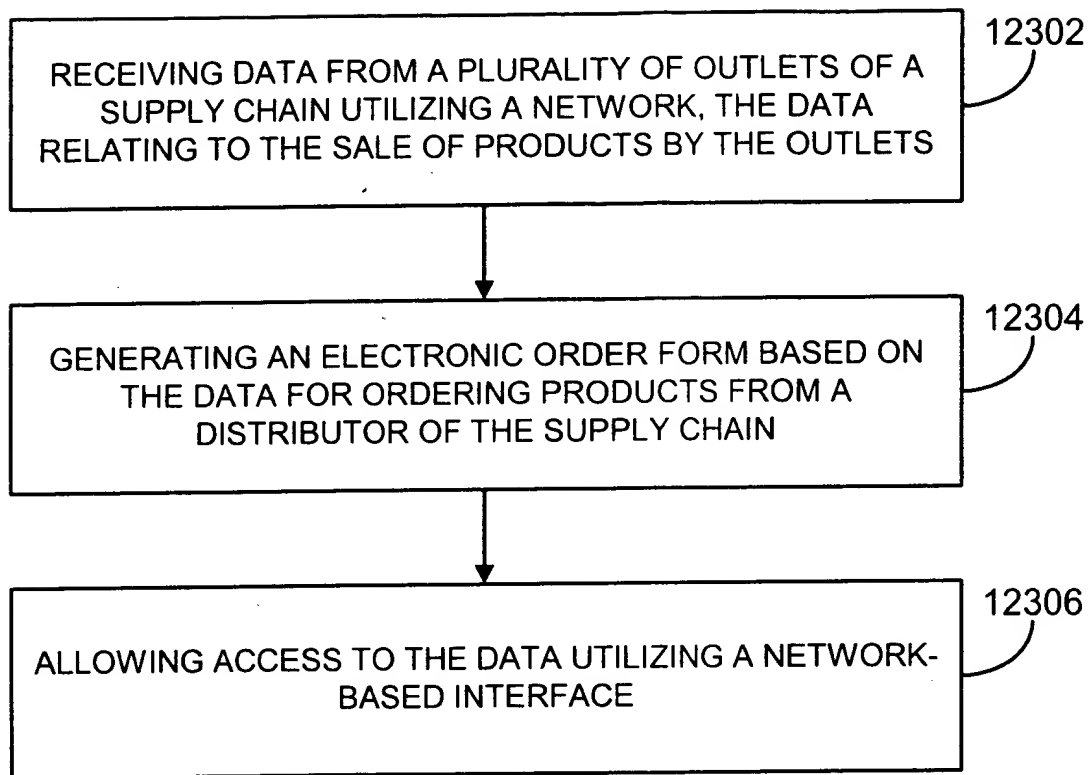 12302
RECEIVING DATA FROM A PLURALITY OF OUTLETS OF A
SUPPLY CHAIN UTILIZING A NETWORK, THE DATA
RELATING TO THE SALE OF PRODUCTS BY THE OUTLETS
12304
GENERATING AN ELECTRONIC ORDER FORM BASED ON
THE DATA FOR ORDERING PRODUCTS FROM A
DISTRIBUTOR OF THE SUPPLY CHAIN
12306
ALLOWING ACCESS TO THE DATA UTILIZING A NETWORK-
BASED INTERFACE